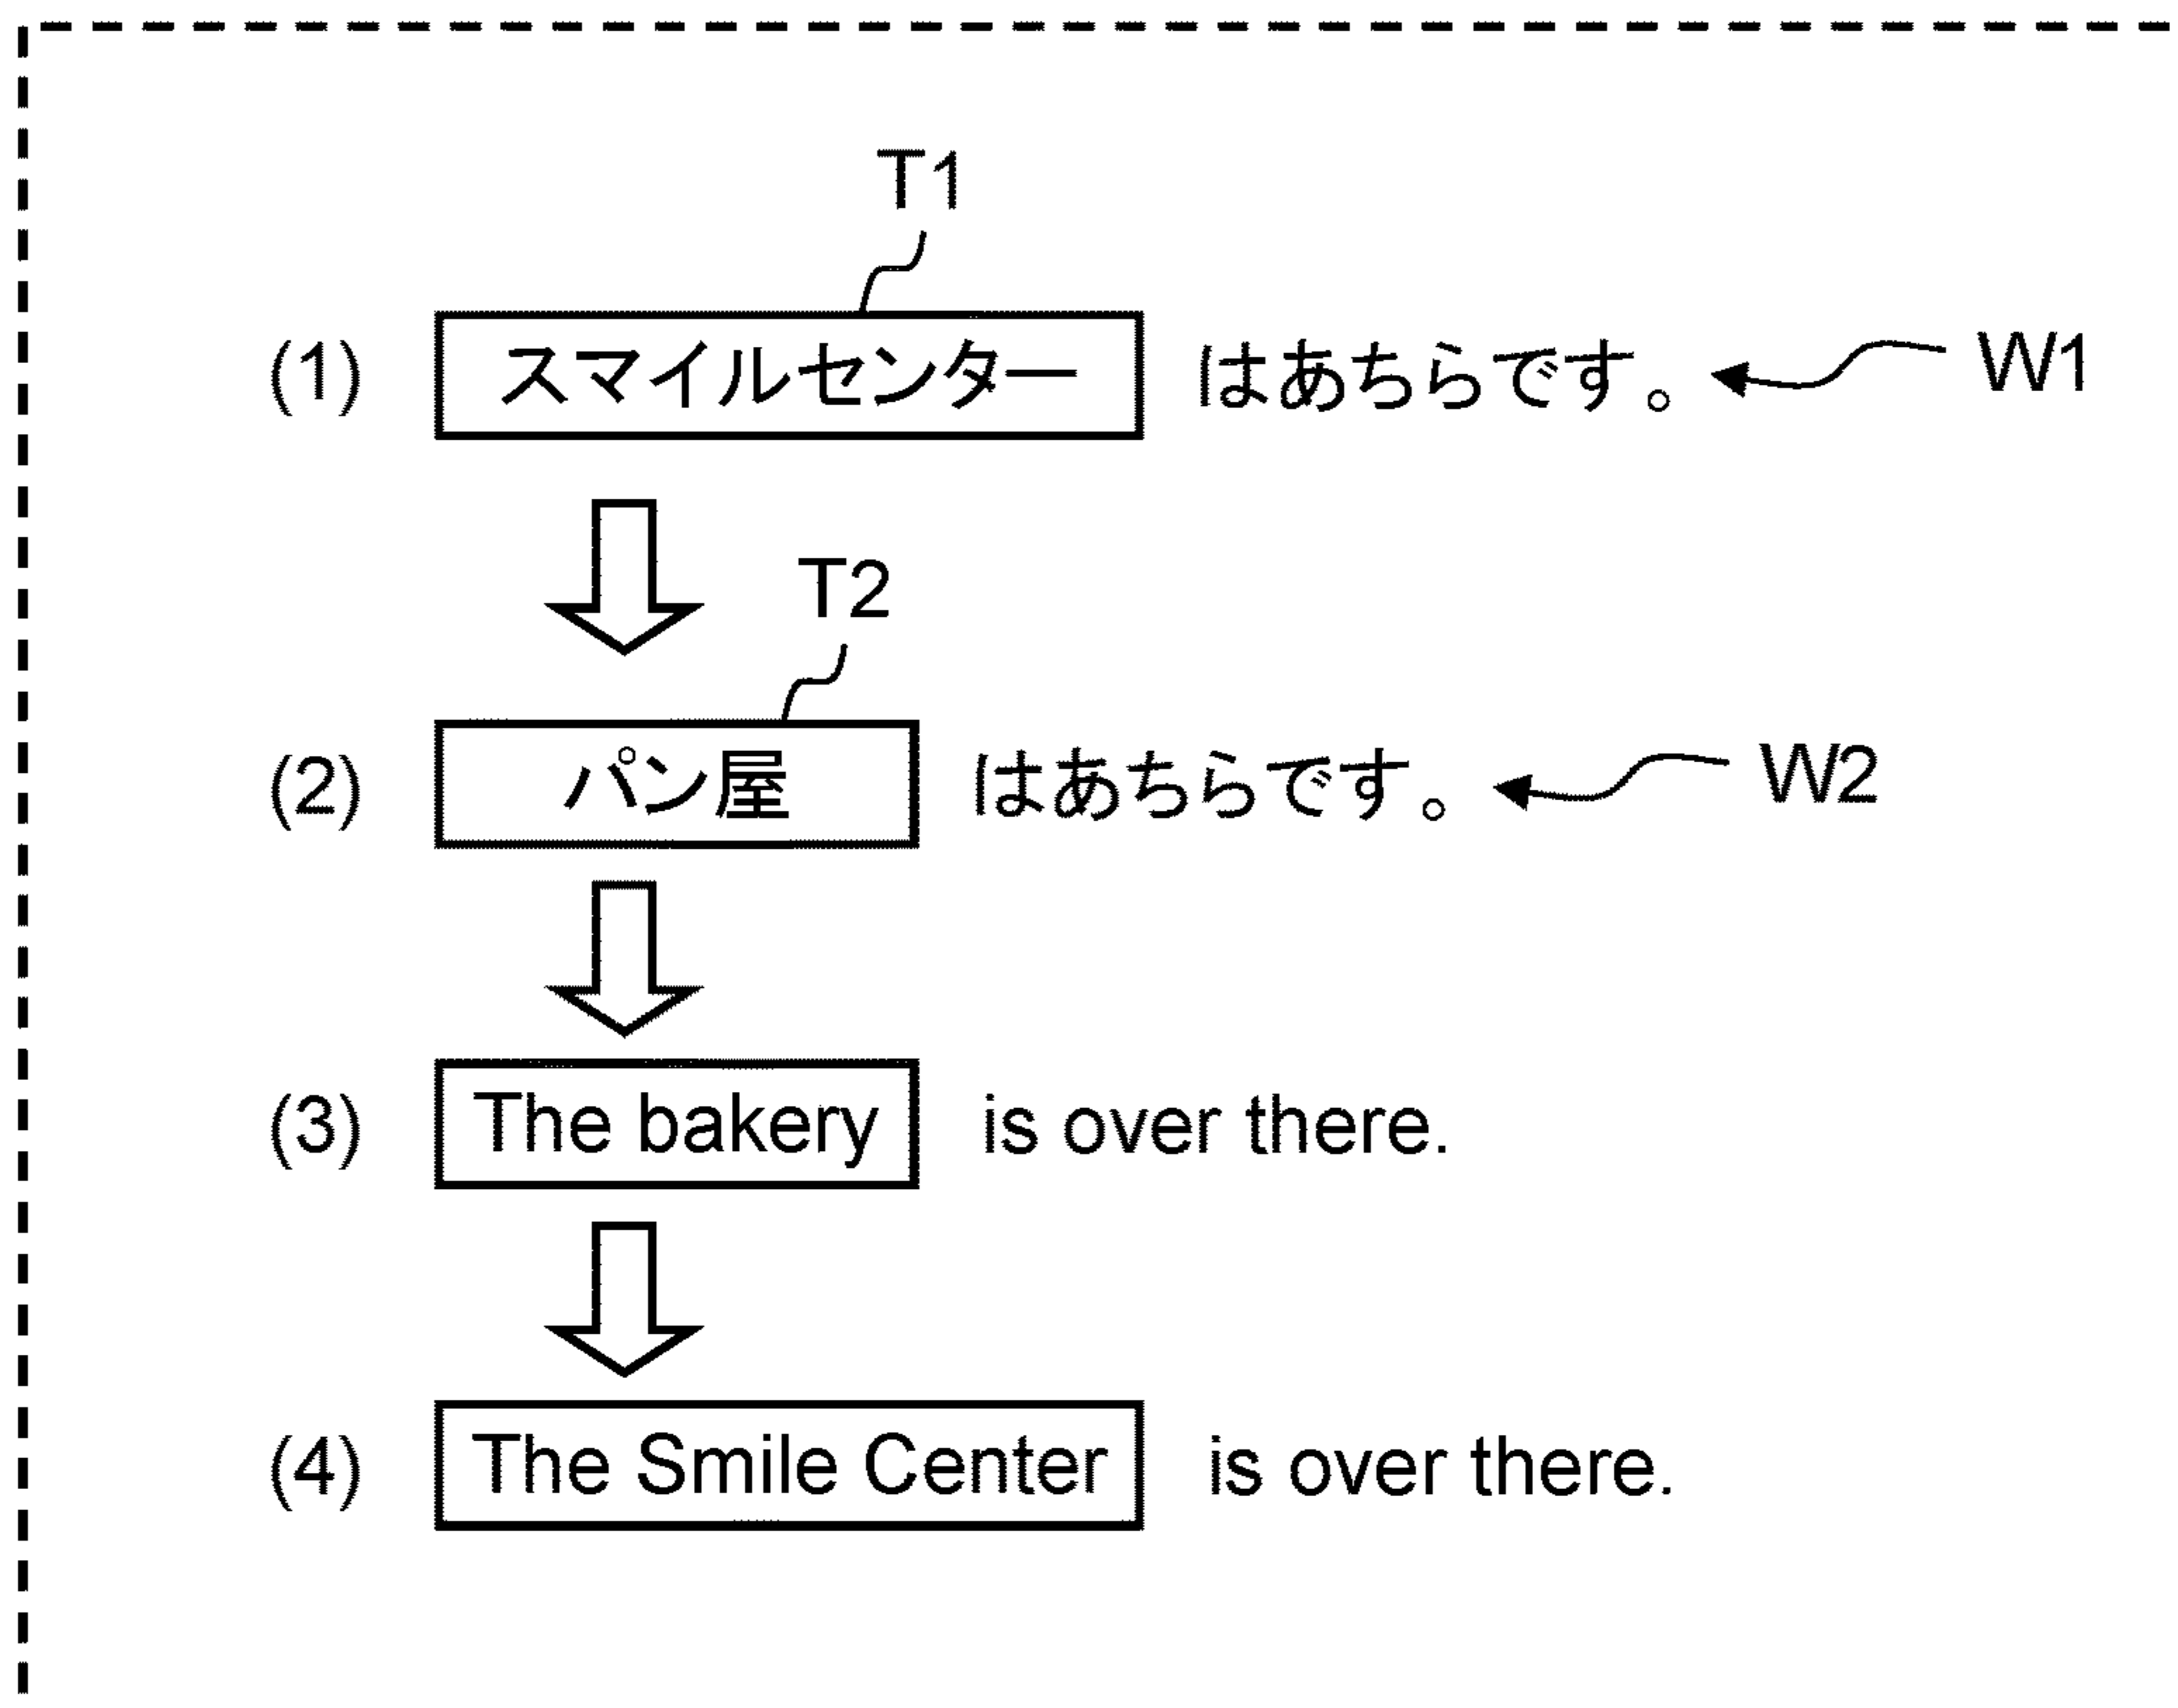 T1
(1) スマイルセンター はあちらです。 W1
T2
(2) パン屋 はあちらです。 W2
(3) The bakery is over there.
(4) The Smile Center is over there.